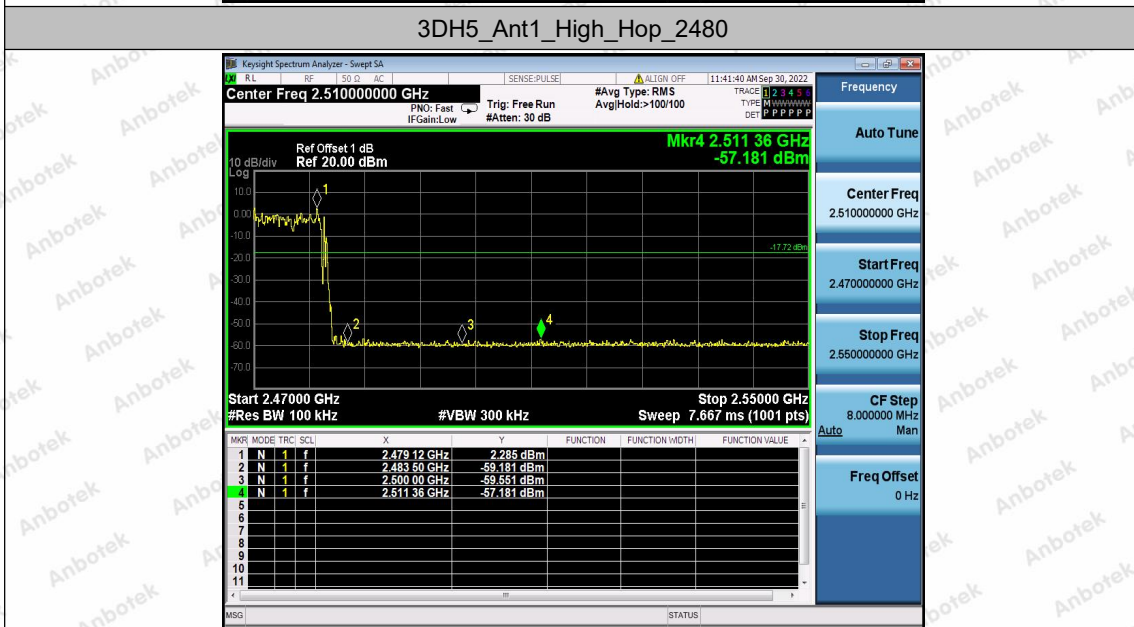 3DH5_Ant1_High_Hop_2480
Keysight Spectrum Analyzer - Swept SA
RL RF 50 Ω AC SENSE:PULSE ALIGN OFF 11:41:40 AM Sep 30, 2022
Center Freq 2.510000000 GHz
PNO: Fast
IFGain:Low
Trig: Free Run
#Atten: 30 dB
#Avg Type: RMS
Avg|Hold:>100/100
TRACE 1 2 3 4 5 6
TYPE MWWWWW
DET P P P P P P
Mkr4 2.511 36 GHz
-57.181 dBm
Ref Offset 1 dB
10 dB/div Ref 20.00 dBm
Log
10.0
0.00
-10.0
-20.0
-30.0
-40.0
-50.0
-60.0
-70.0
1
2
3
4
-17.72 dBm
Start 2.47000 GHz Stop 2.55000 GHz
#Res BW 100 kHz #VBW 300 kHz Sweep 7.667 ms (1001 pts)
MKR MODE TRC SCL X Y FUNCTION FUNCTION WIDTH FUNCTION VALUE
1 N 1 f 2.479 12 GHz 2.285 dBm
2 N 1 f 2.483 50 GHz -59.181 dBm
3 N 1 f 2.500 00 GHz -59.551 dBm
4 N 1 f 2.511 36 GHz -57.181 dBm
5
6
7
8
9
10
11
MSG STATUS
Frequency
Auto Tune
Center Freq
2.510000000 GHz
Start Freq
2.470000000 GHz
Stop Freq
2.550000000 GHz
CF Step
8.000000 MHz
Auto Man
Freq Offset
0 Hz
Anbotek